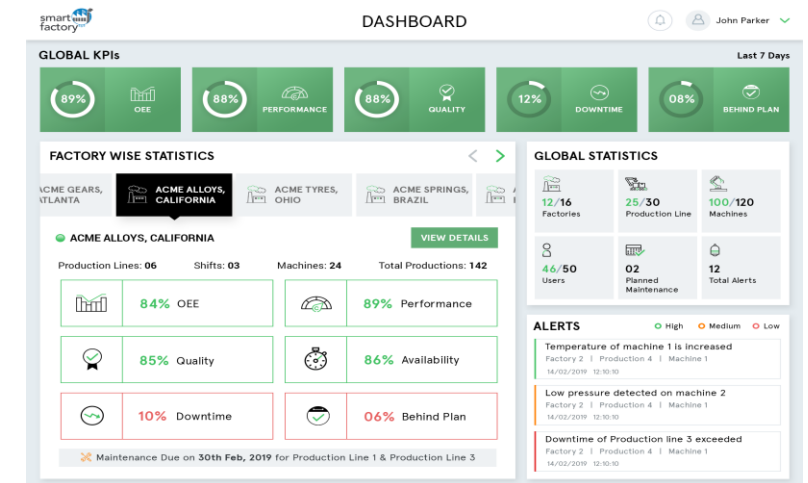 smart
factory
DASHBOARD
John Parker
GLOBAL KPIs
Last 7 Days
89%
OEE
88%
PERFORMANCE
88%
QUALITY
12%
DOWNTIME
08%
BEHIND PLAN
FACTORY WISE STATISTICS
ACME GEARS,
ATLANTA
ACME ALLOYS,
CALIFORNIA
ACME TYRES,
OHIO
ACME SPRINGS,
BRAZIL
ACME ALLOYS, CALIFORNIA
VIEW DETAILS
Production Lines: 06 Shifts: 03 Machines: 24 Total Productions: 142
84% OEE
89% Performance
85% Quality
86% Availability
10% Downtime
06% Behind Plan
Maintenance Due on 30th Feb, 2019 for Production Line 1 & Production Line 3
GLOBAL STATISTICS
12/16
Factories
25/30
Production Line
100/120
Machines
46/50
Users
02
Planned
Maintenance
12
Total Alerts
ALERTS
High Medium Low
Temperature of machine 1 is increased
Factory 2 | Production 4 | Machine 1
14/02/2019 12:10:10
Low pressure detected on machine 2
Factory 2 | Production 4 | Machine 1
14/02/2019 12:10:10
Downtime of Production line 3 exceeded
Factory 2 | Production 4 | Machine 1
14/02/2019 12:10:10